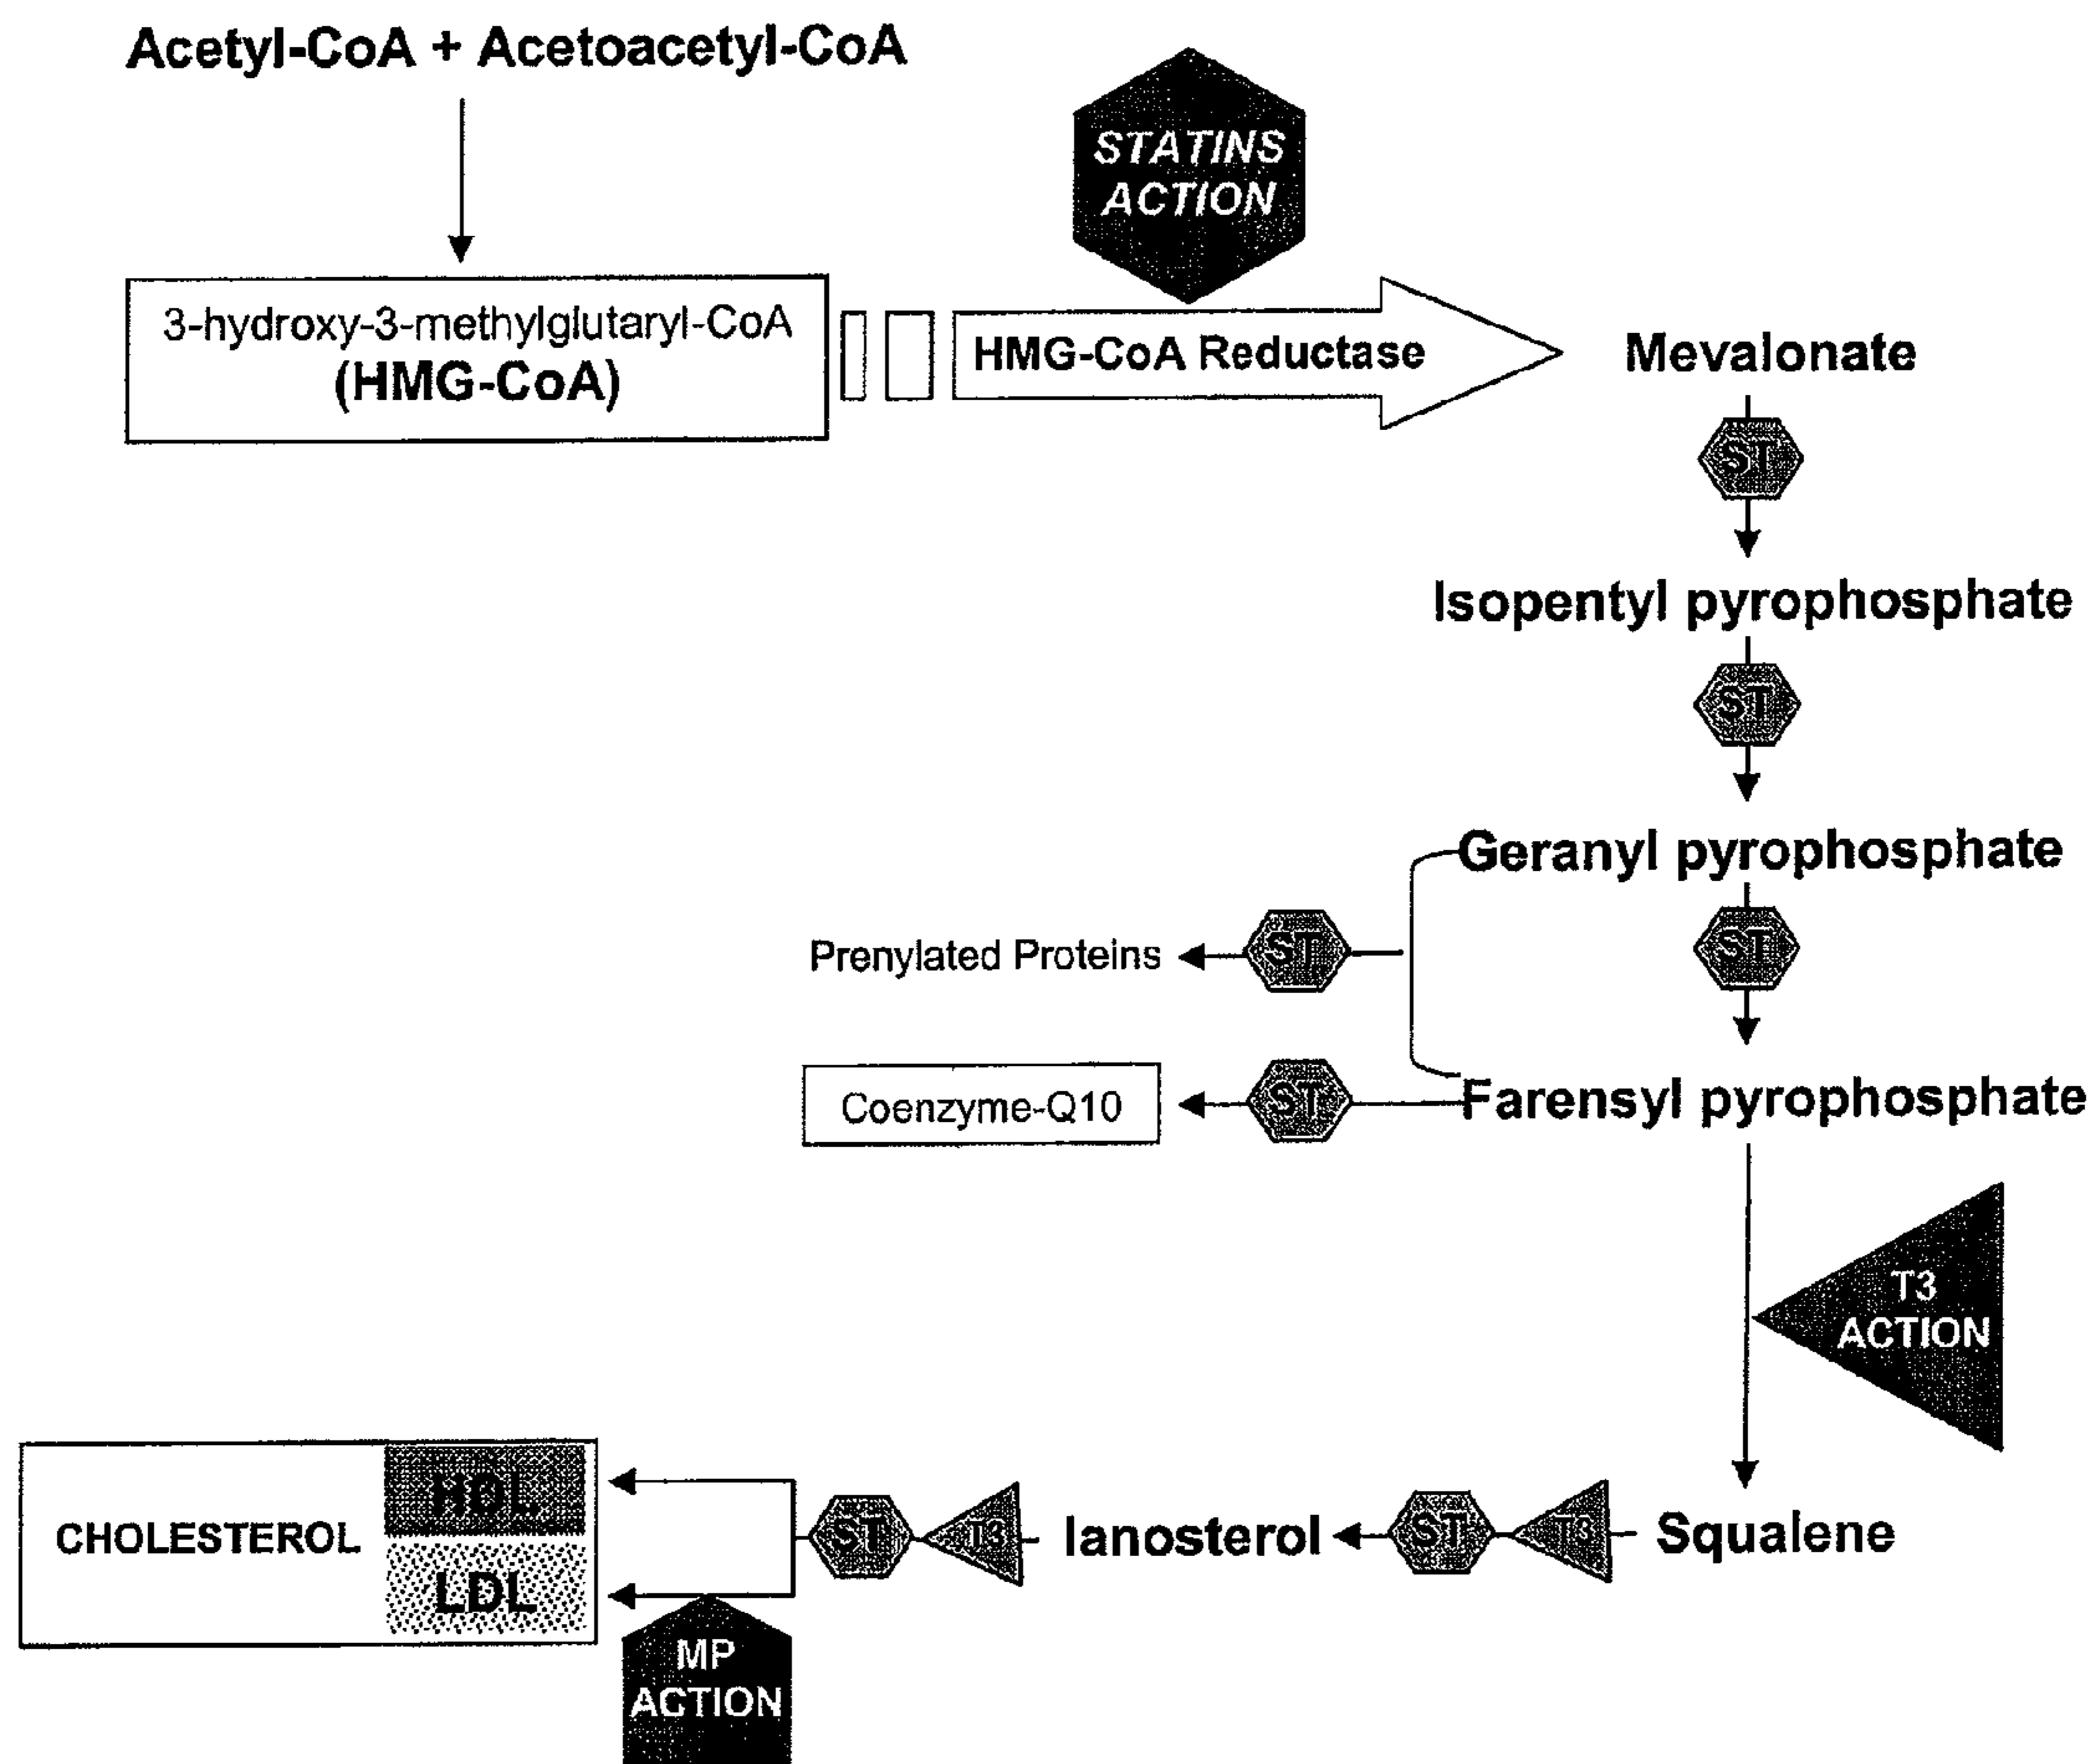 Acetyl-CoA + Acetoacetyl-CoA
STATINS
ACTION
3-hydroxy-3-methylglutaryl-CoA
(HMG-CoA)
HMG-CoA Reductase
Mevalonate
ST
Isopentyl pyrophosphate
ST
Geranyl pyrophosphate
ST
Prenylated Proteins
ST
Coenzyme-Q10
ST
Farensyl pyrophosphate
T3
ACTION
CHOLESTEROL
HDL
LDL
ST
T3
lanosterol
ST
T3
Squalene
MP
ACTION